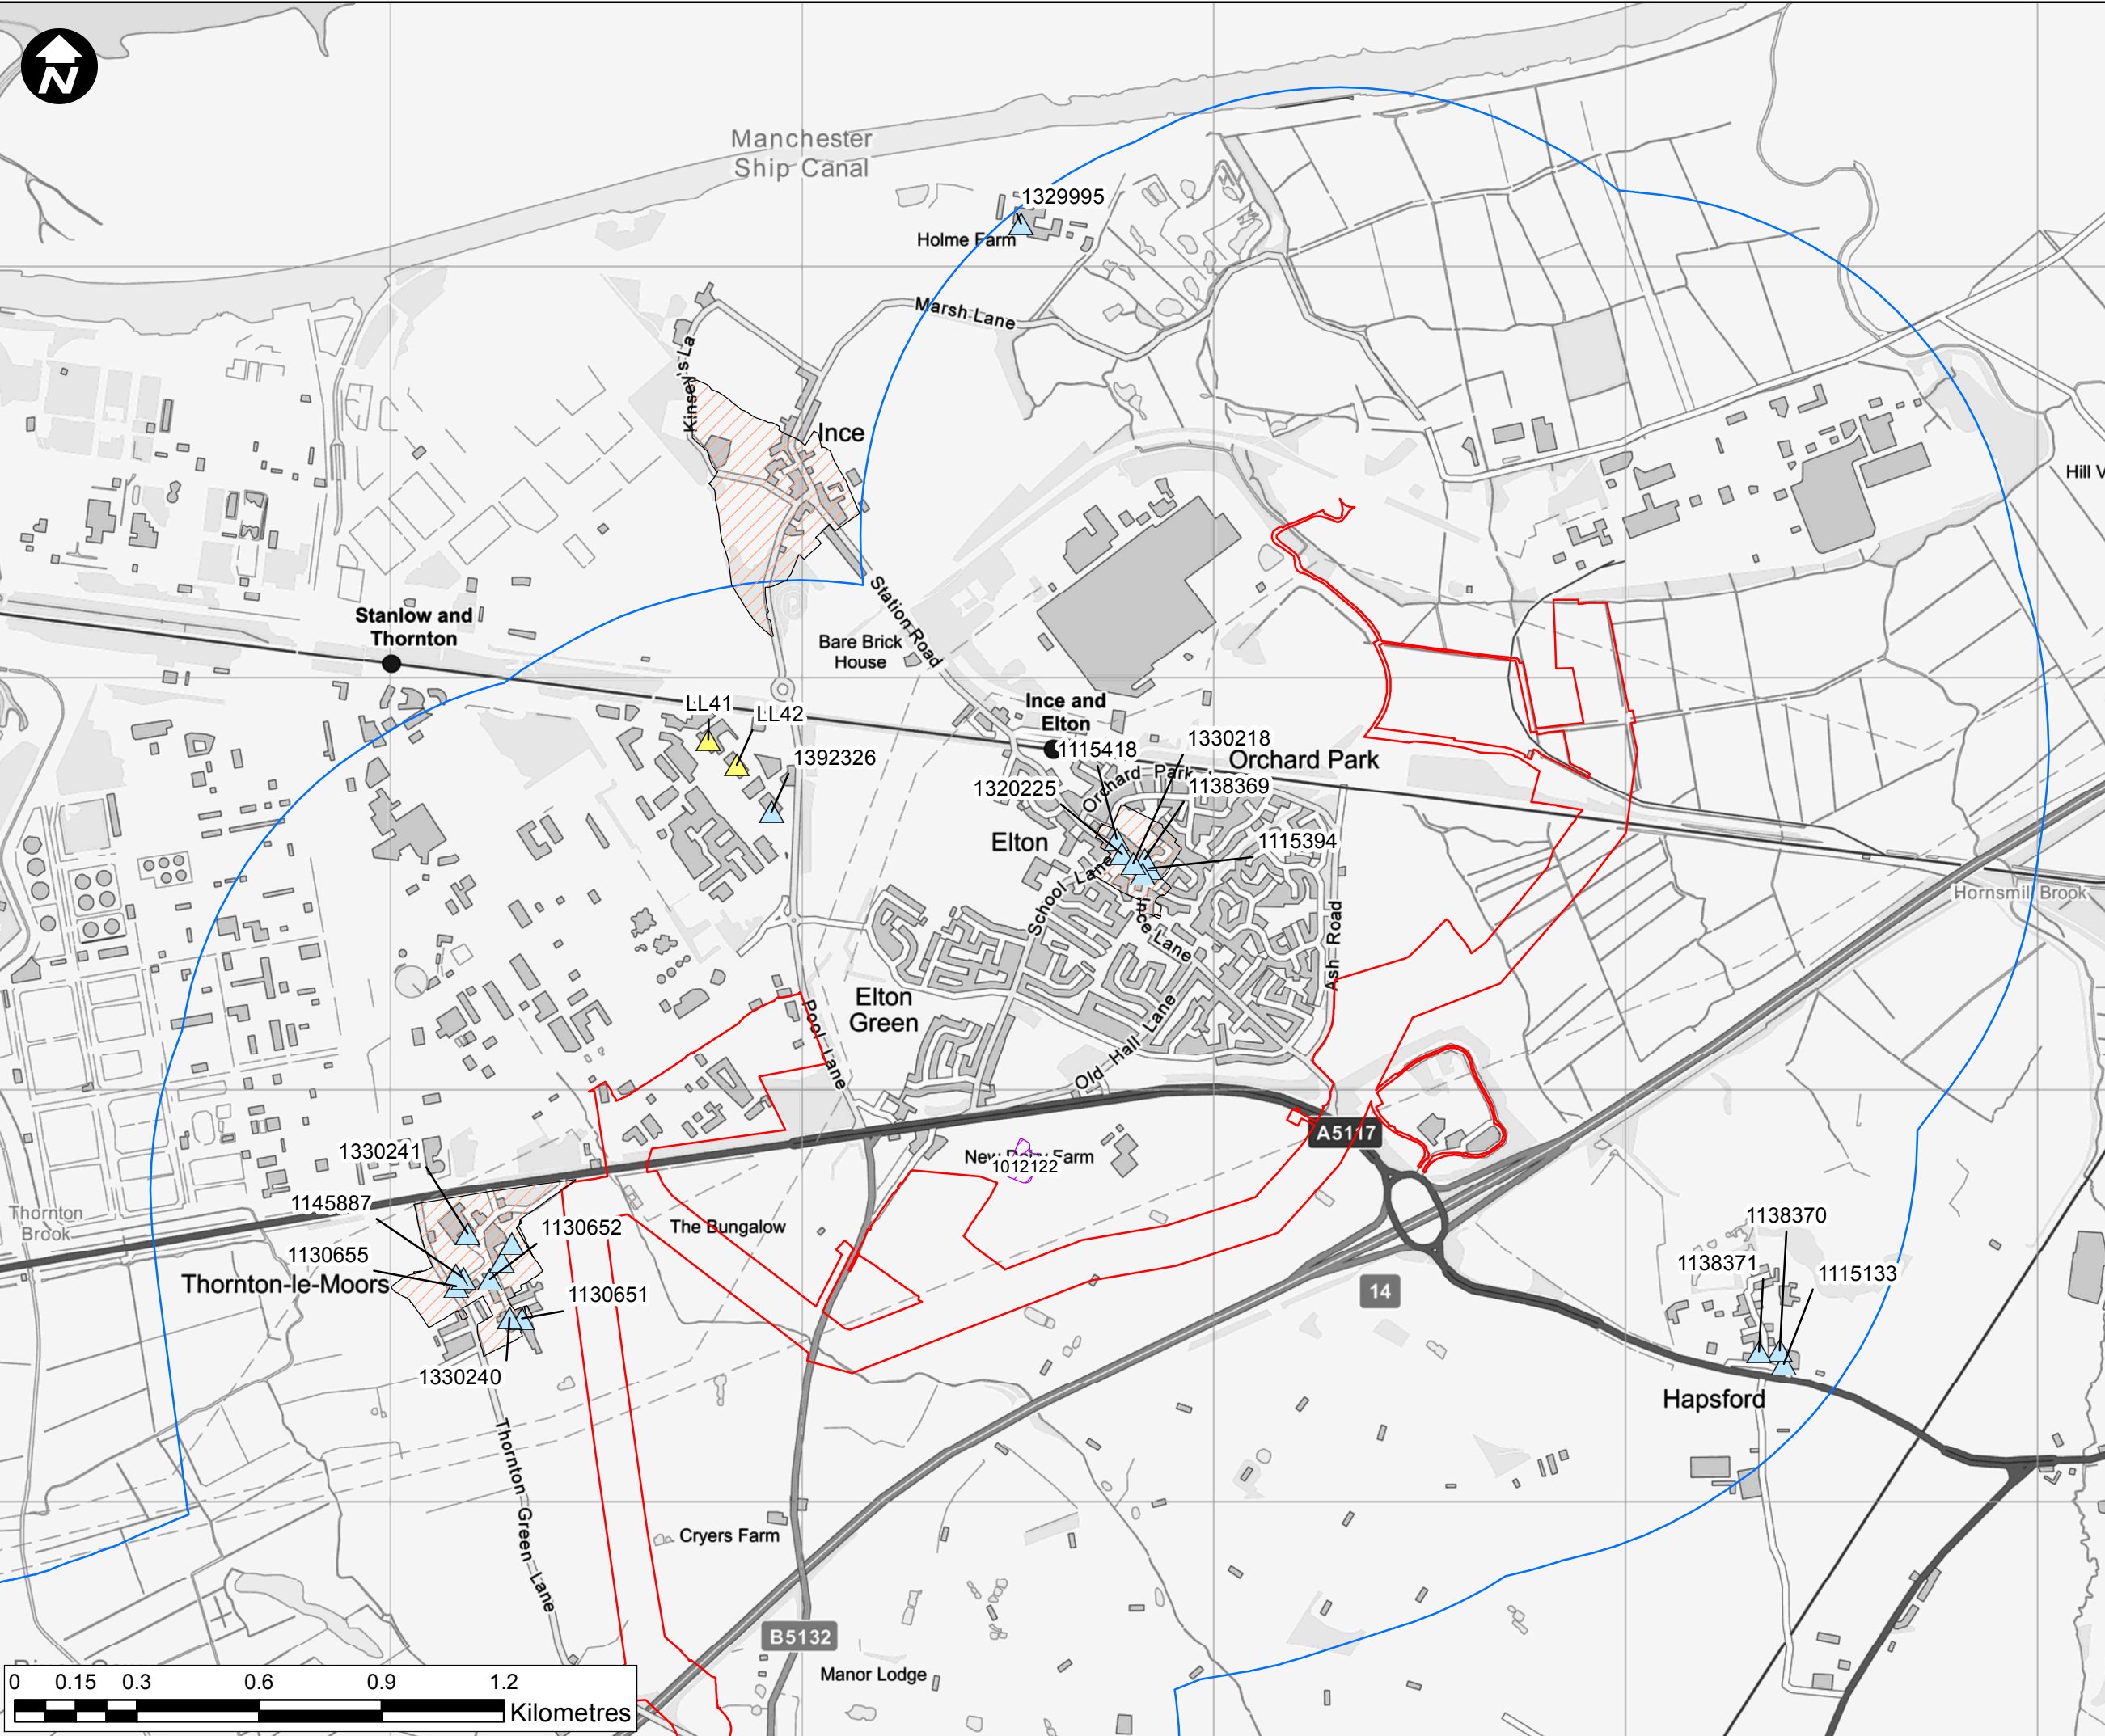 N
Manchester
Ship Canal
1329995
Holme Farm
Marsh Lane
Kinsey's La
Ince
Hill V
Station Road
Stanlow and
Thornton
Bare Brick
House
LL41
LL42
Ince and
Elton
1392326
1115418
1330218
Orchard Park
Orchard Park
1320225
1138369
Elton
1115394
School Lane
Ince Lane
Ash Road
Hornsmill Brook
Elton
Green
Pool Lane
Old Hall Lane
A5117
1330241
New Dairy Farm
1012122
1145887
Thornton
Brook
1130652
The Bungalow
1138370
1130655
1138371
1115133
Thornton-le-Moors
14
1130651
1330240
Hapsford
Thornton Green Lane
Cryers Farm
B5132
Manor Lodge
0 0.15 0.3 0.6 0.9 1.2
Kilometres